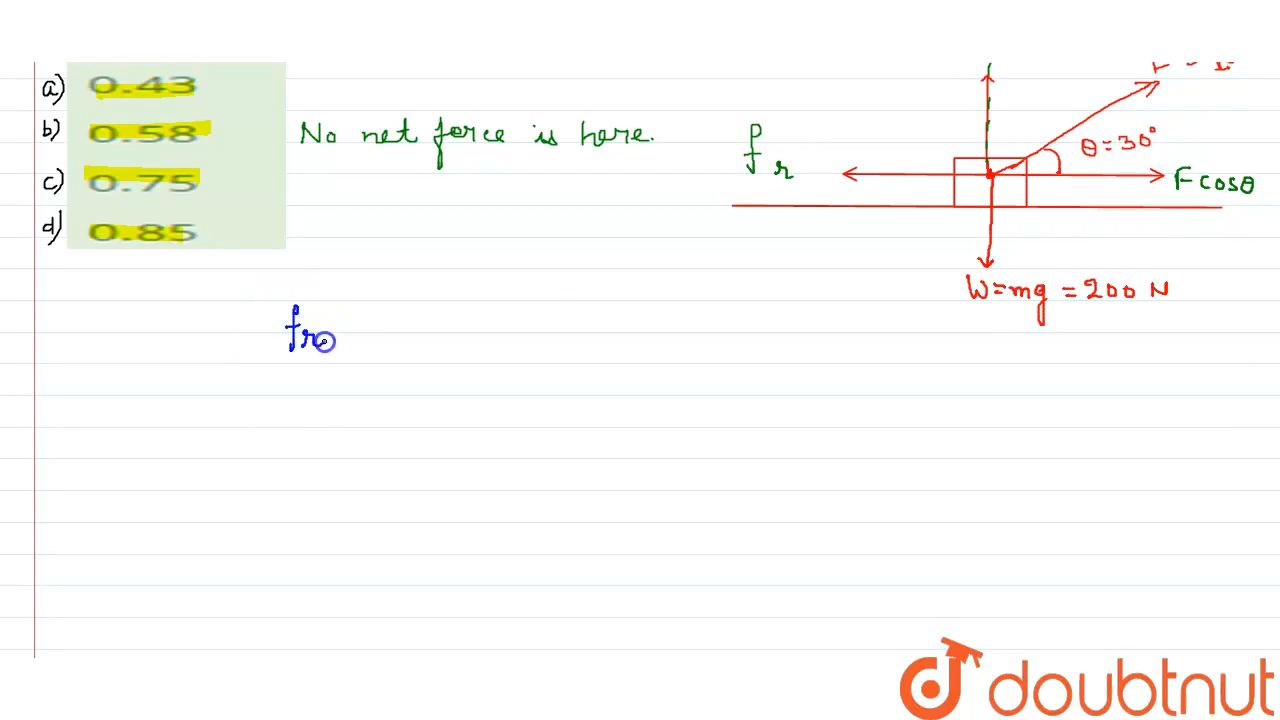 a) 0.43
b) 0.58
c) 0.75
d) 0.85
No net force is here.
fr
θ = 30°
F cosθ
W = mg = 200 N
fr
doubtnut